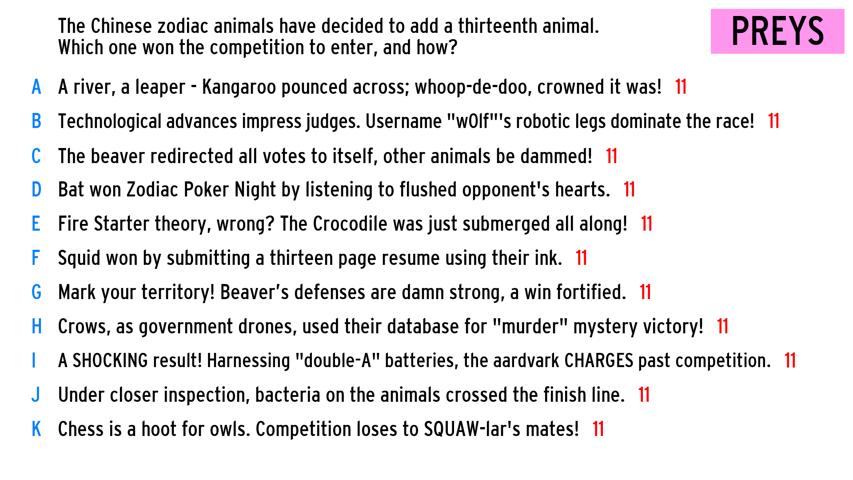 The Chinese zodiac animals have decided to add a thirteenth animal.
Which one won the competition to enter, and how?
PREYS
A A river, a leaper - Kangaroo pounced across; whoop-de-doo, crowned it was! 11
B Technological advances impress judges. Username "w0lf"'s robotic legs dominate the race! 11
C The beaver redirected all votes to itself, other animals be dammed! 11
D Bat won Zodiac Poker Night by listening to flushed opponent's hearts. 11
E Fire Starter theory, wrong? The Crocodile was just submerged all along! 11
F Squid won by submitting a thirteen page resume using their ink. 11
G Mark your territory! Beaver’s defenses are damn strong, a win fortified. 11
H Crows, as government drones, used their database for "murder" mystery victory! 11
I A SHOCKING result! Harnessing "double-A" batteries, the aardvark CHARGES past competition. 11
J Under closer inspection, bacteria on the animals crossed the finish line. 11
K Chess is a hoot for owls. Competition loses to SQUAW-lar's mates! 11